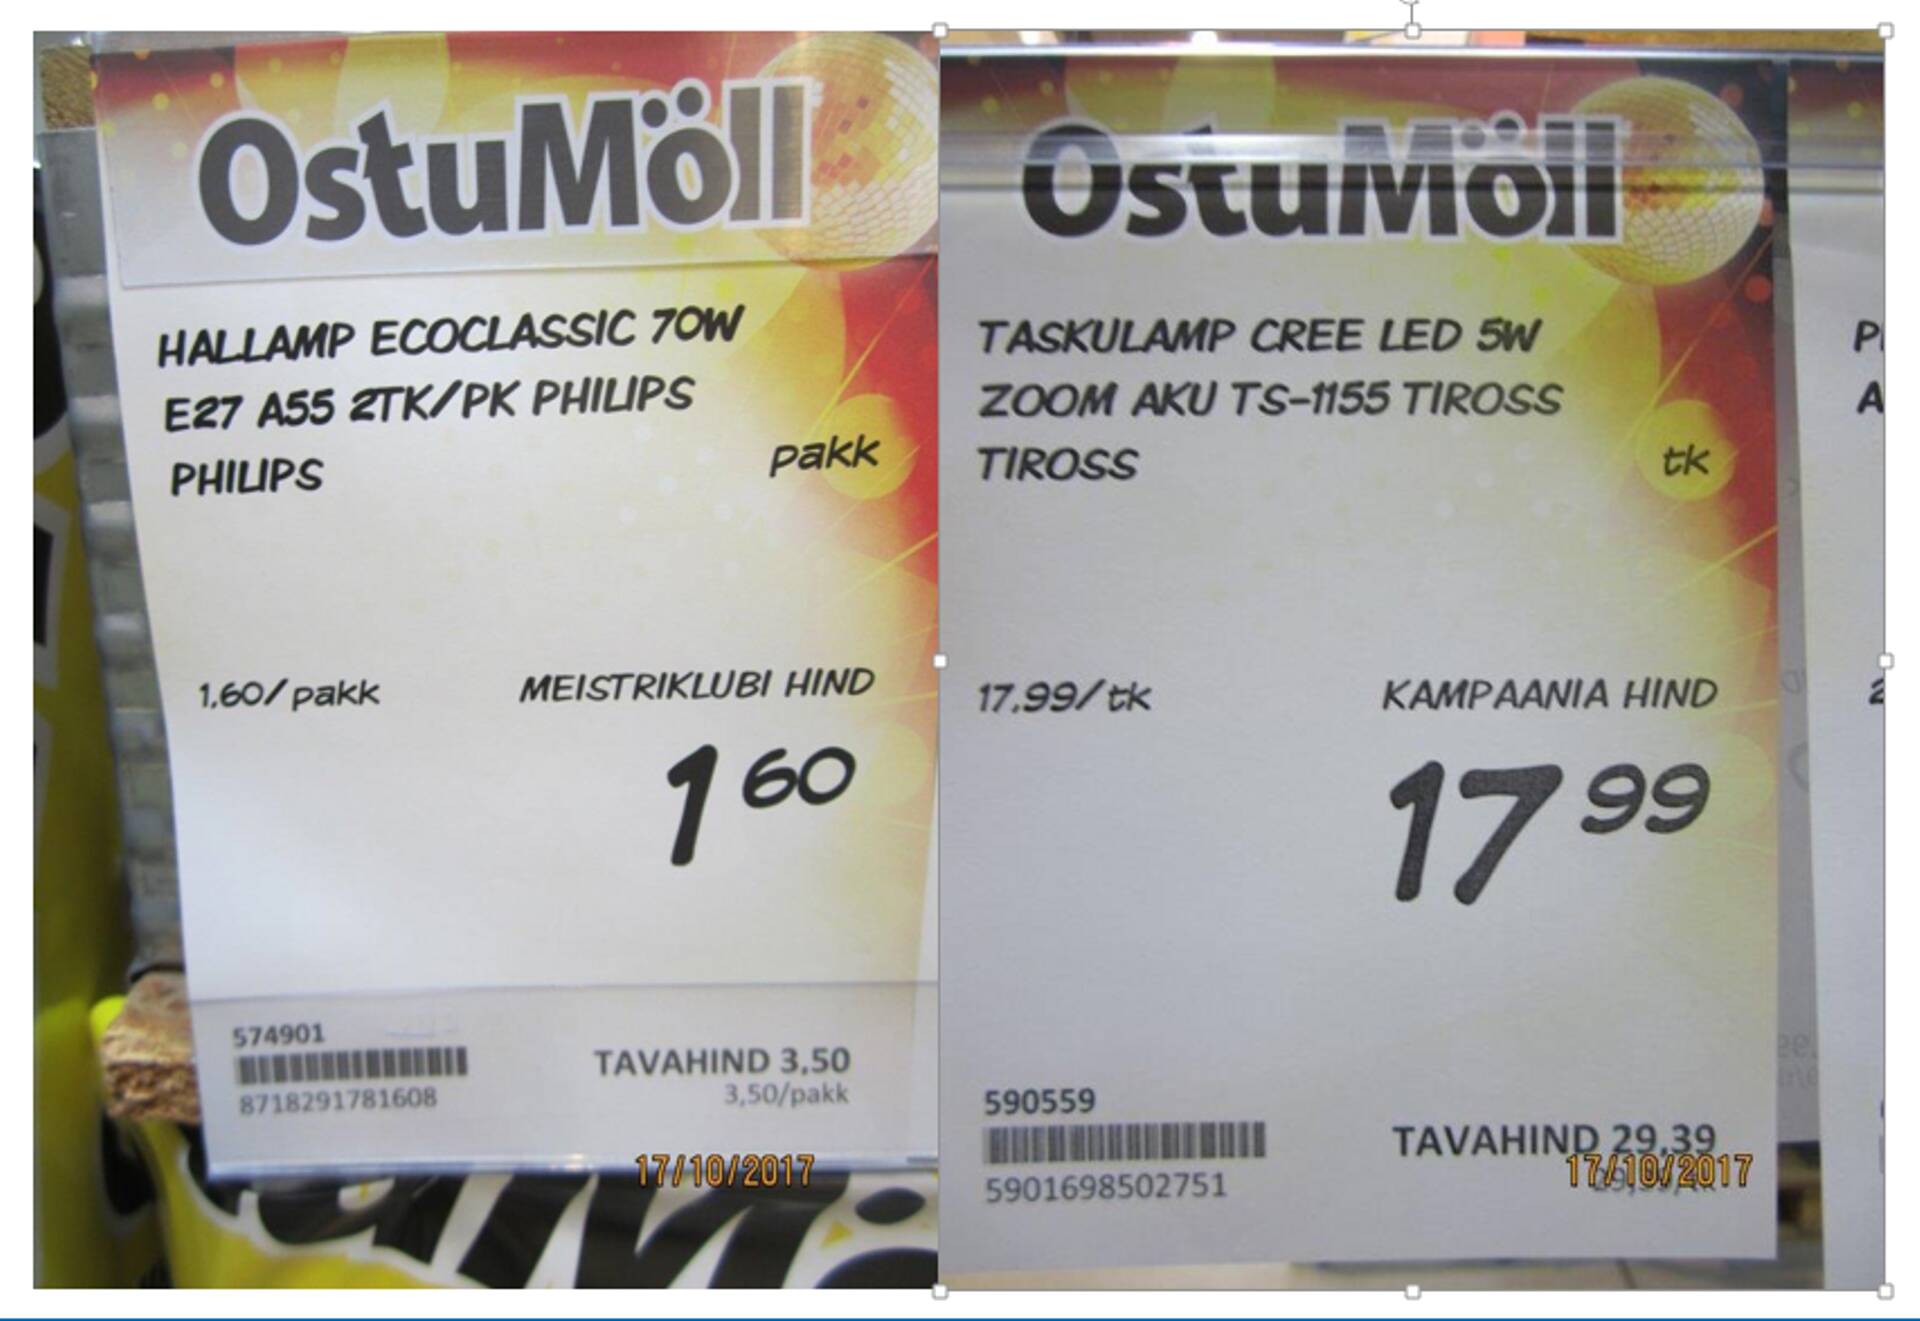 OstuMöll
HALLAMP ECOCLASSIC 70W
E27 A55 2TK/PK PHILIPS
PHILIPS
pakk
1,60/pakk
MEISTRIKLUBI HIND
1 60
574901
8718291781608
TAVAHIND 3,50
3,50/pakk
17/10/2017
OstuMöll
TASKULAMP CREE LED 5W
ZOOM AKU TS-1155 TIROSS
TIROSS
tk
17,99/tk
KAMPAANIA HIND
17 99
590559
5901698502751
TAVAHIND 29,39
17/10/2017